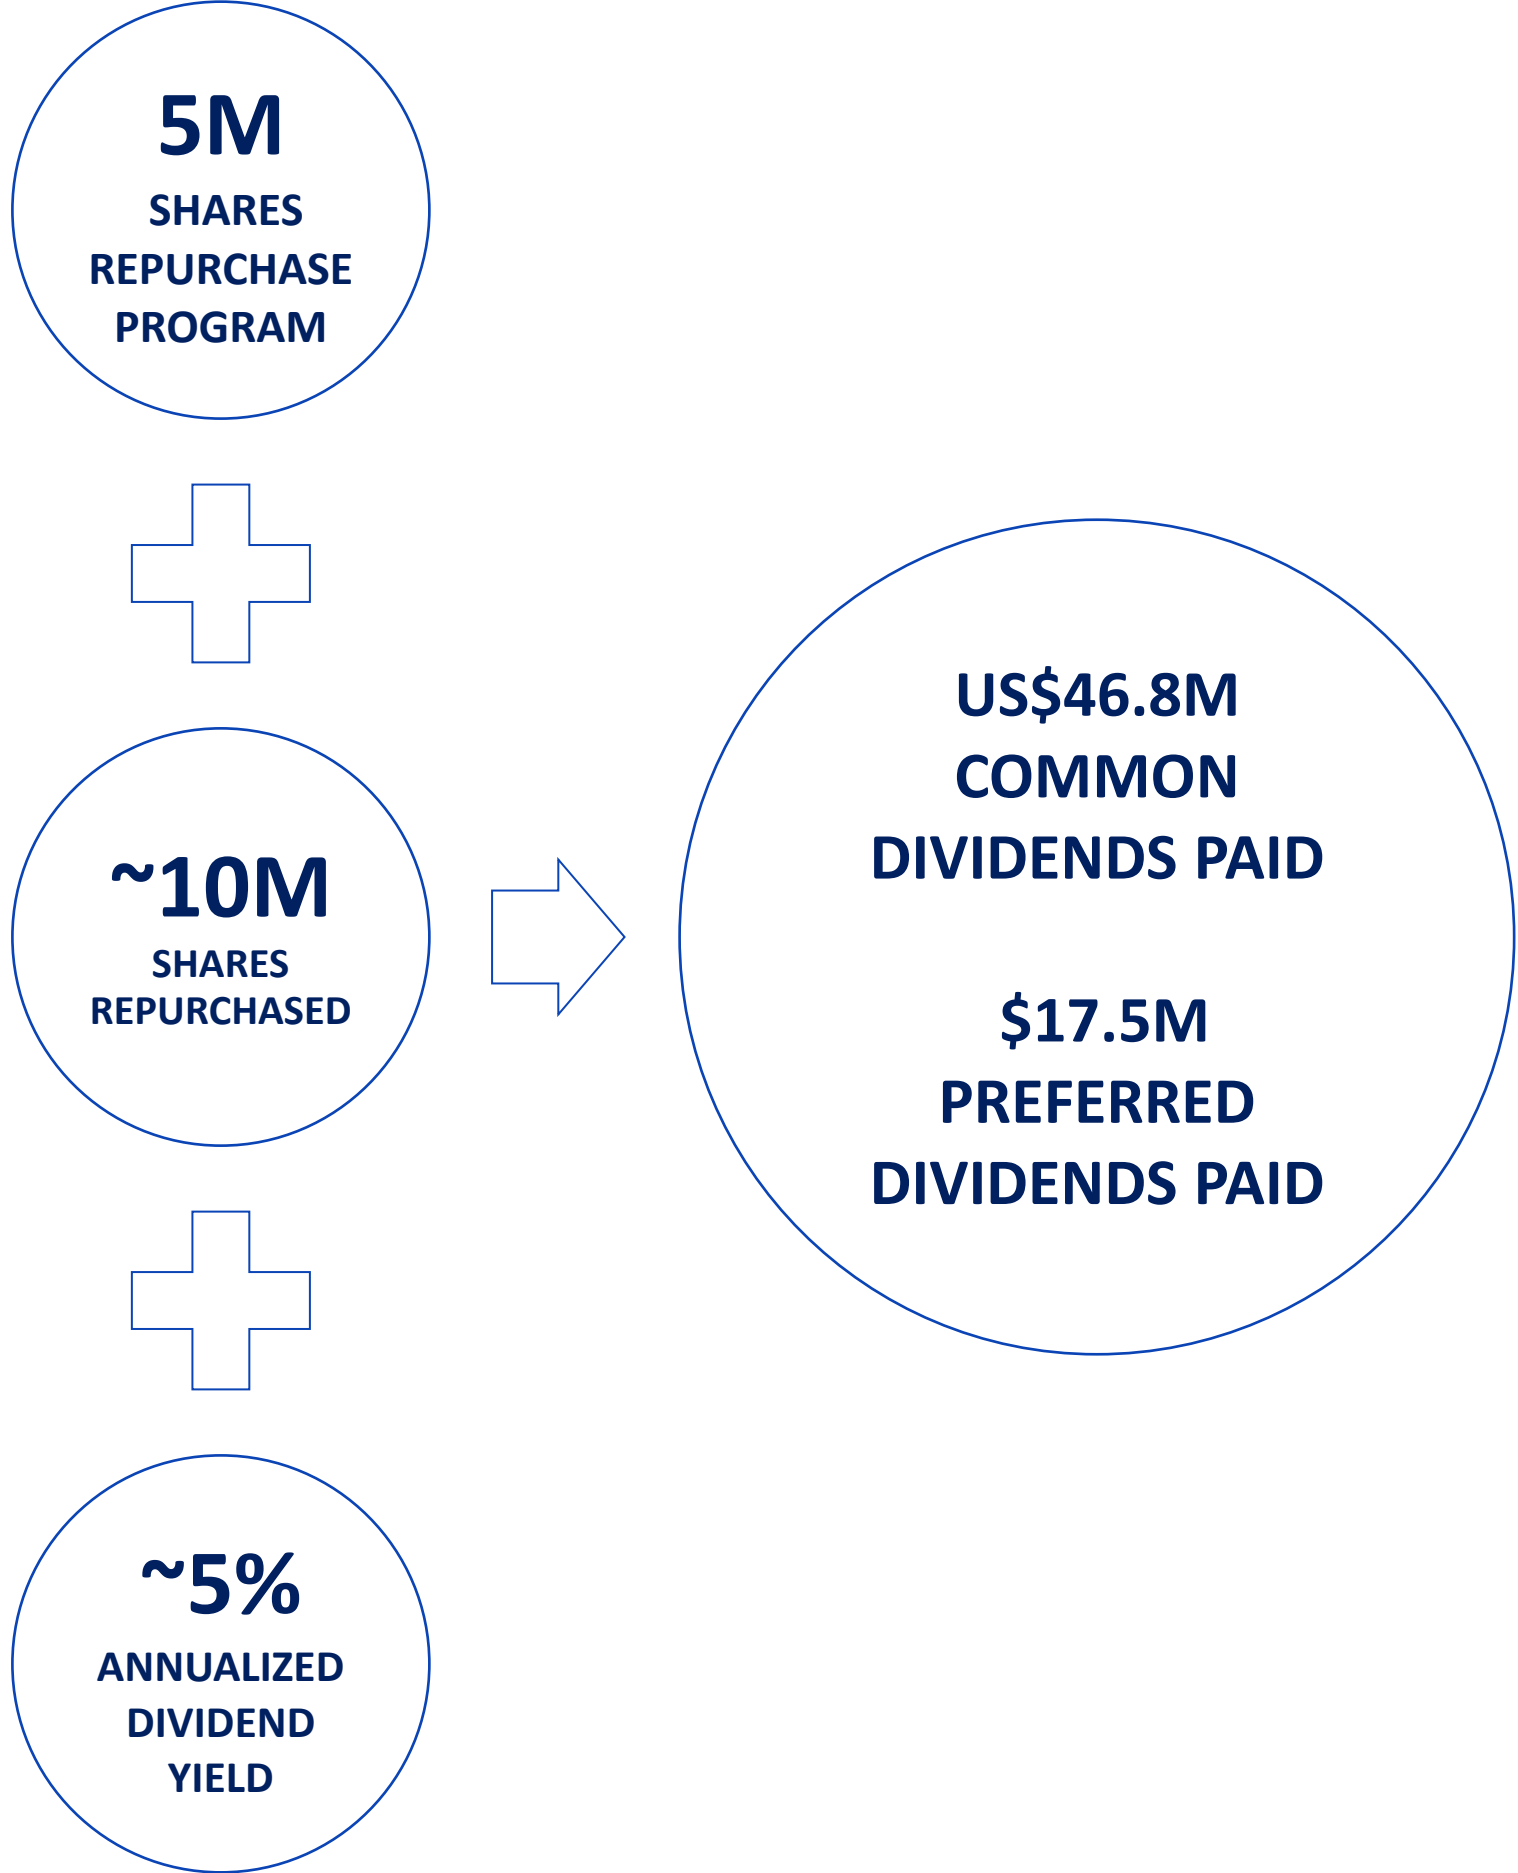 5M
SHARES
REPURCHASE
PROGRAM
~10M
SHARES
REPURCHASED
~5%
ANNUALIZED
DIVIDEND
YIELD
US$46.8M
COMMON
DIVIDENDS PAID
$17.5M
PREFERRED
DIVIDENDS PAID